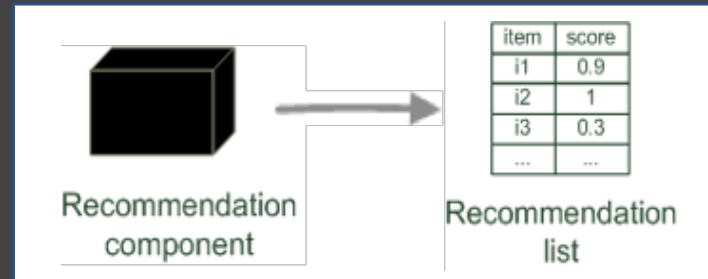 item score
i1 0.9
i2 1
i3 0.3
... ...
Recommendation
component
Recommendation
list